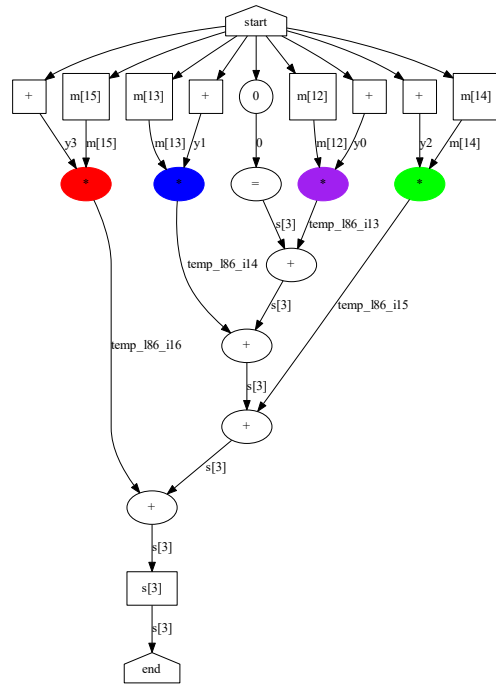 start
+ m[15] m[13] + 0 m[12] + + m[14]
y3 m[15] m[13] y1 0 m[12] y0 y2 m[14]
* * = * *
s[3] temp_l86_i13
temp_l86_i14 +
s[3] temp_l86_i15
temp_l86_i16 +
s[3]
+
s[3]
+
s[3]
s[3]
s[3]
end